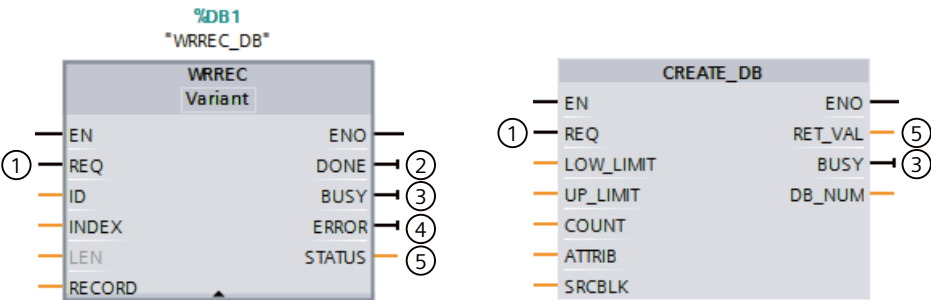 %DB1
"WRREC_DB"
WRREC
Variant
EN ENO
① REQ DONE ②
ID BUSY ③
INDEX ERROR ④
LEN STATUS ⑤
RECORD
CREATE_DB
EN ENO
① REQ RET_VAL ⑤
LOW_LIMIT BUSY ③
UP_LIMIT DB_NUM
COUNT
ATTRIB
SRCBLK